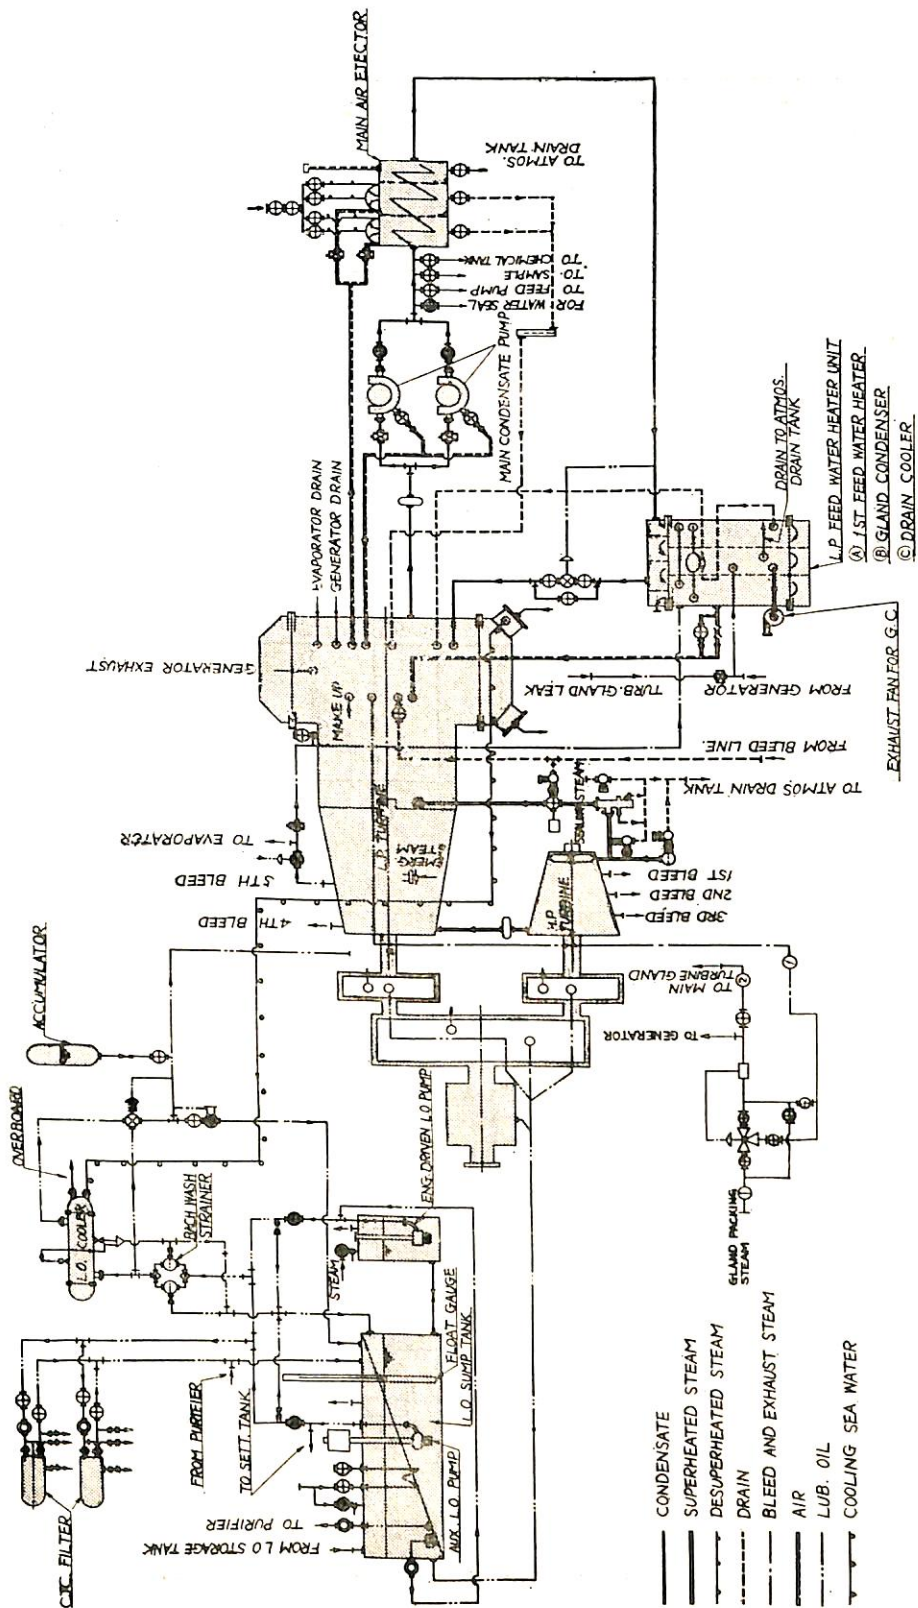 MAIN AIR EJECTOR
TO ATMOS.
DRAIN TANK
TO CHEMICAL TANK
TO SAMPLE
TO FEED PUMP
FOR WATER SEAL
MAIN CONDENSATE PUMP
EVAPORATOR DRAIN
GENERATOR DRAIN
GENERATOR EXHAUST
MAKE UP
DRAIN TO ATMOS.
DRAIN TANK
L.P FEED WATER HEATER UNIT
Ⓐ 1ST FEED WATER HEATER
Ⓑ GLAND CONDENSER
Ⓒ DRAIN COOLER
EXHAUST FAN FOR G.C
TURB. GLAND LEAK
FROM GENERATOR
FROM BLEED LINE.
TO ATMOS DRAIN TANK
SEALING STEAM
L.P. TURBINE
EMERG.
STEAM
TO EVAPORATER
5TH BLEED
4TH BLEED
H.P
TURBINE
1ST BLEED
2ND BLEED
3RD BLEED
ACCUMULATOR
OVERBOARD
L.O. COOLER
BACH WASH
STRAINER
ENG. DRIVEN L.O PUMP
STEAM
FLOAT GAUGE
L.O. SUMP TANK
AUX. L.O PUMP
CJC FILTER
FROM PURIFIER
TO SETT. TANK
TO PURIFIER
FROM L.O STORAGE TANK
TO MAIN
TURBINE GLAND
2
TO GENERATOR
GLAND PACKING
STEAM
CONDENSATE
SUPERHEATED STEAM
DESUPERHEATED STEAM
DRAIN
BLEED AND EXHAUST STEAM
AIR
LUB. OIL
COOLING SEA WATER